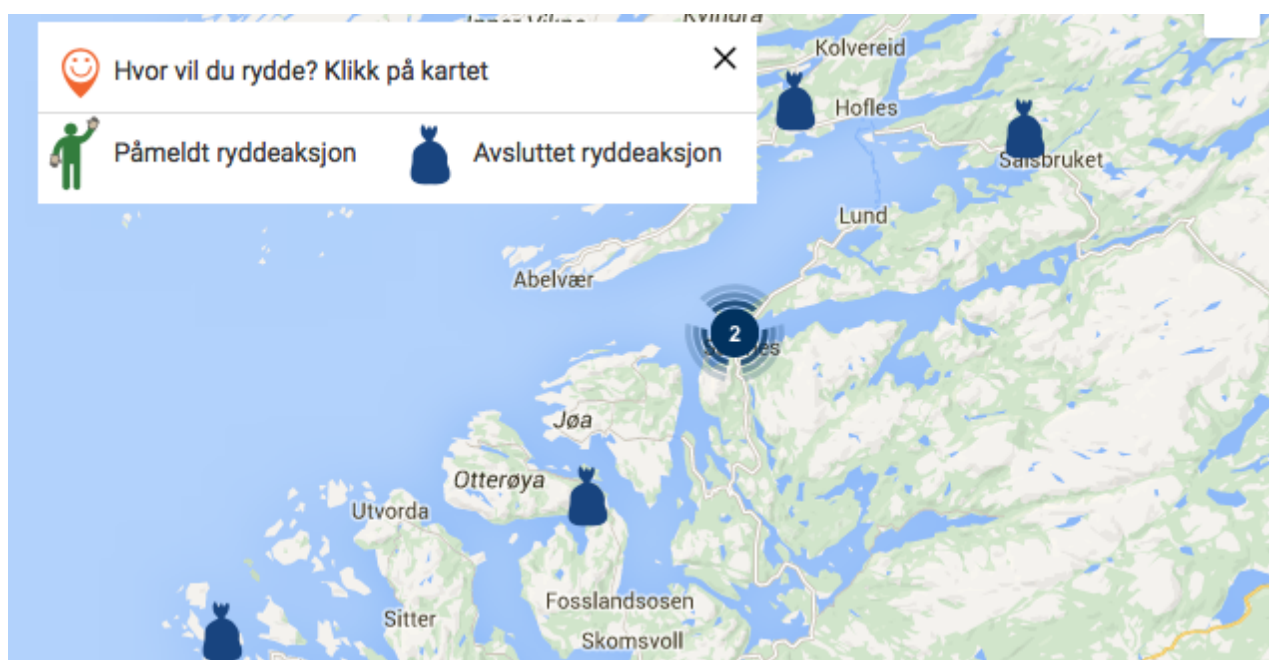 Hvor vil du rydde? Klikk på kartet
Påmeldt ryddeaksjon
Avsluttet ryddeaksjon
Kolvereid
Hofles
Salsbruket
Lund
Abelvær
2
Jøa
Otterøya
Utvorda
Fosslandsosen
Sitter
Skomsvoll